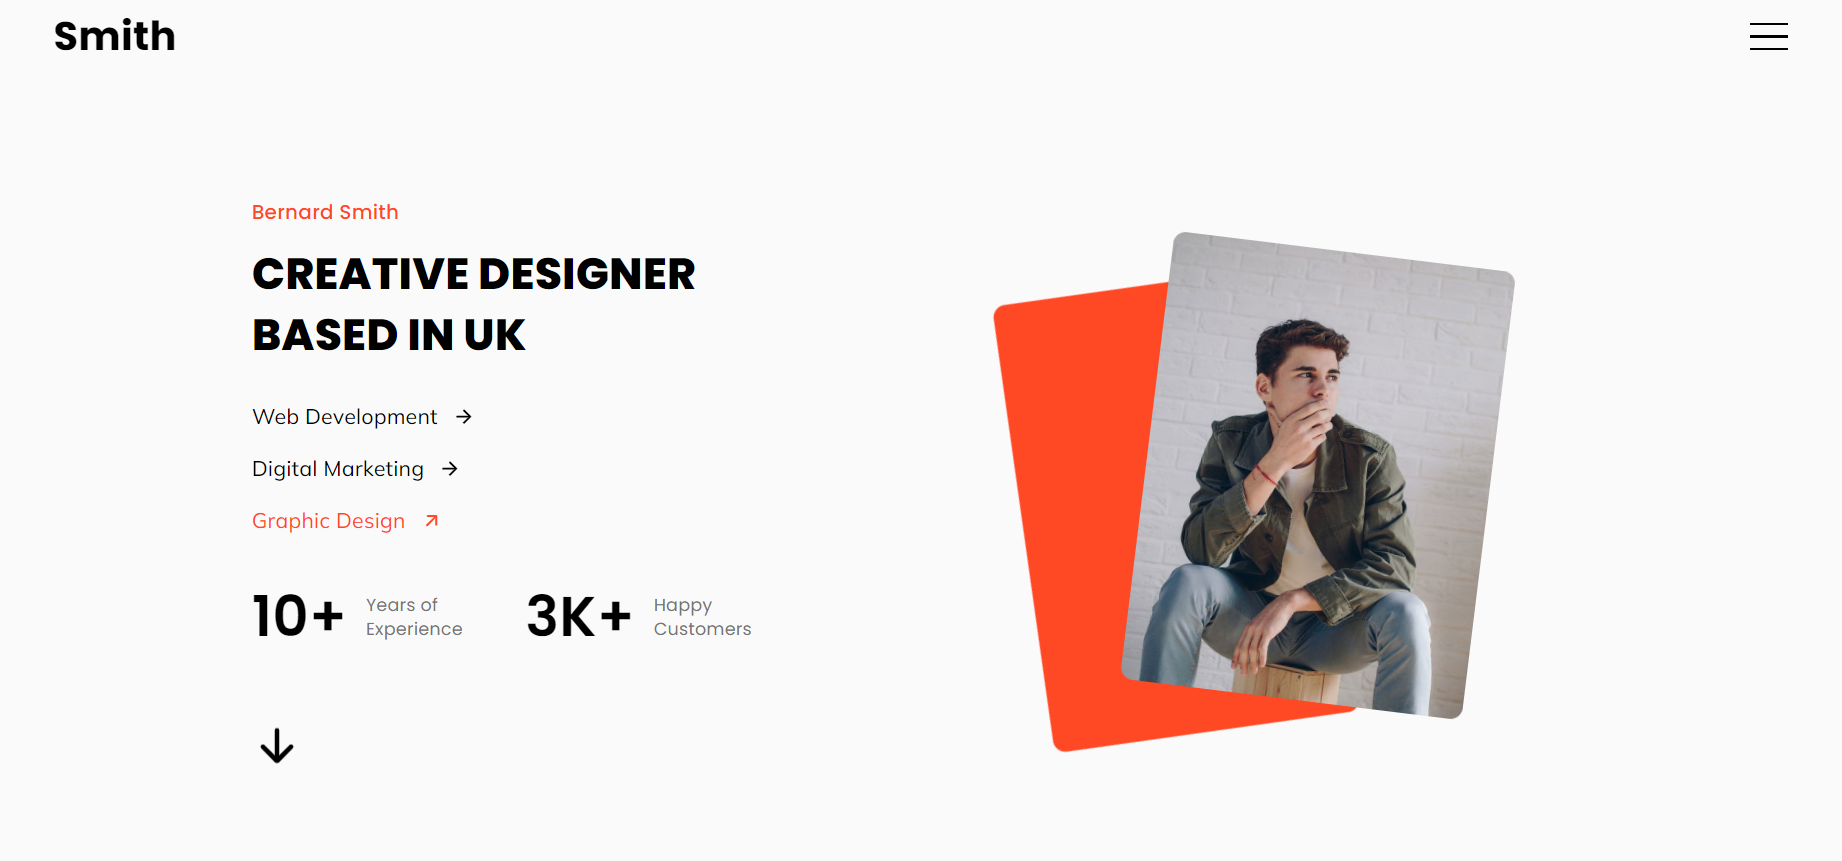 Smith
Bernard Smith
CREATIVE DESIGNER
BASED IN UK
Web Development
Digital Marketing
Graphic Design
10+
Years of
Experience
3K+
Happy
Customers